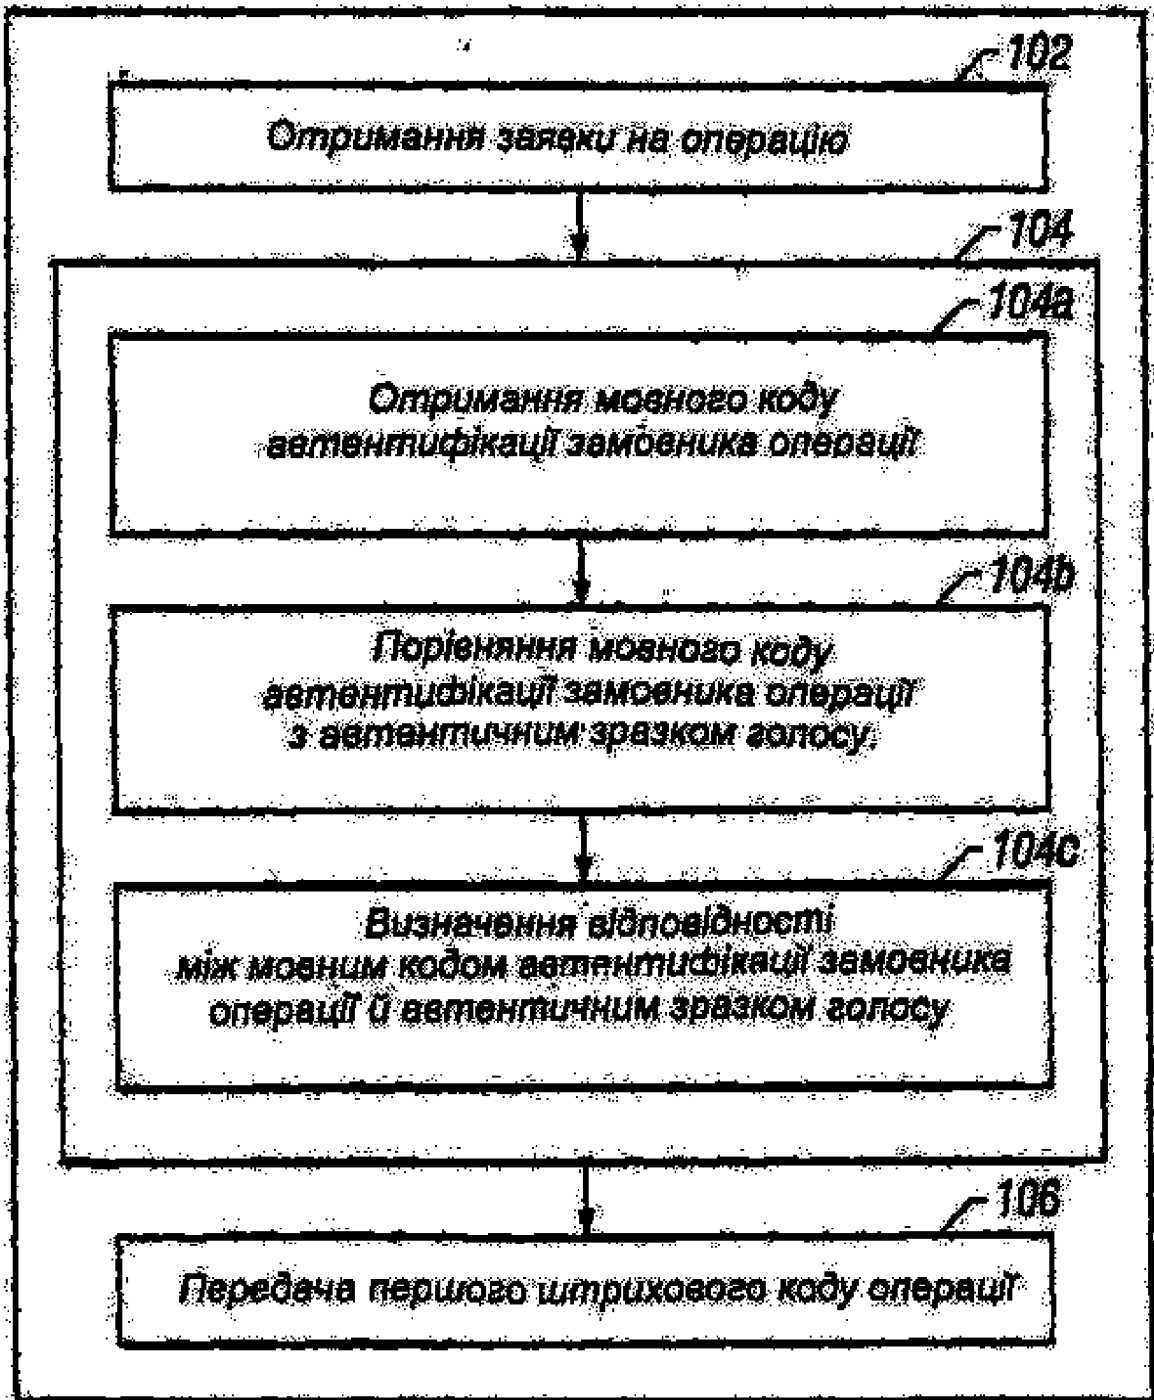 102
Отримання заявки на операцію
104
104a
Отримання мовного коду
автентифікації замовника операції
104b
Порівняння мовного коду
автентифікації замовника операції
з автентичним зразком голосу.
104c
Визначення відповідності
між мовним кодом автентифікації замовника
операції й автентичним зразком голосу
106
Передача першого штрихового коду операції